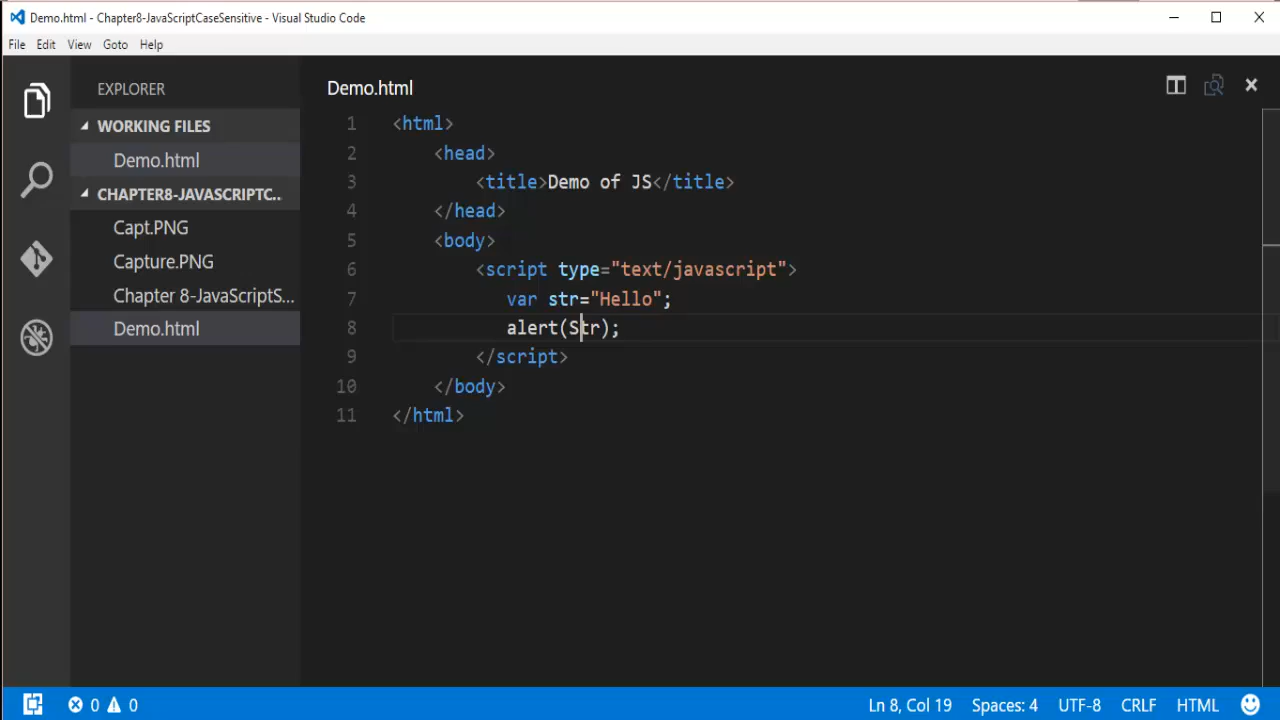 Demo.html - Chapter8-JavaScriptCaseSensitive - Visual Studio Code
File Edit View Goto Help
EXPLORER
WORKING FILES
Demo.html
CHAPTER8-JAVASCRIPTC...
Capt.PNG
Capture.PNG
Chapter 8-JavaScriptS...
Demo.html
Demo.html
1 <html>
2 <head>
3 <title>Demo of JS</title>
4 </head>
5 <body>
6 <script type="text/javascript">
7 var str="Hello";
8 alert(Str);
9 </script>
10 </body>
11 </html>
0 0 Ln 8, Col 19 Spaces: 4 UTF-8 CRLF HTML